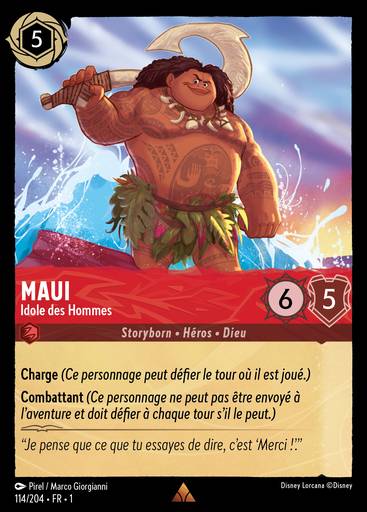 5
MAUI
Idole des Hommes
6
5
Storyborn • Héros • Dieu
Charge (Ce personnage peut défier le tour où il est joué.)
Combattant (Ce personnage ne peut pas être envoyé à
l'aventure et doit défier à chaque tour s'il le peut.)
“Je pense que ce que tu essayes de dire, c'est ‘Merci !’.”
Pirel / Marco Giorgianni
114/204 • FR • 1
Disney Lorcana ©Disney